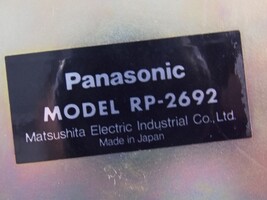 Panasonic
MODEL RP-2692
Matsushita Electric Industrial Co., Ltd.
Made in Japan